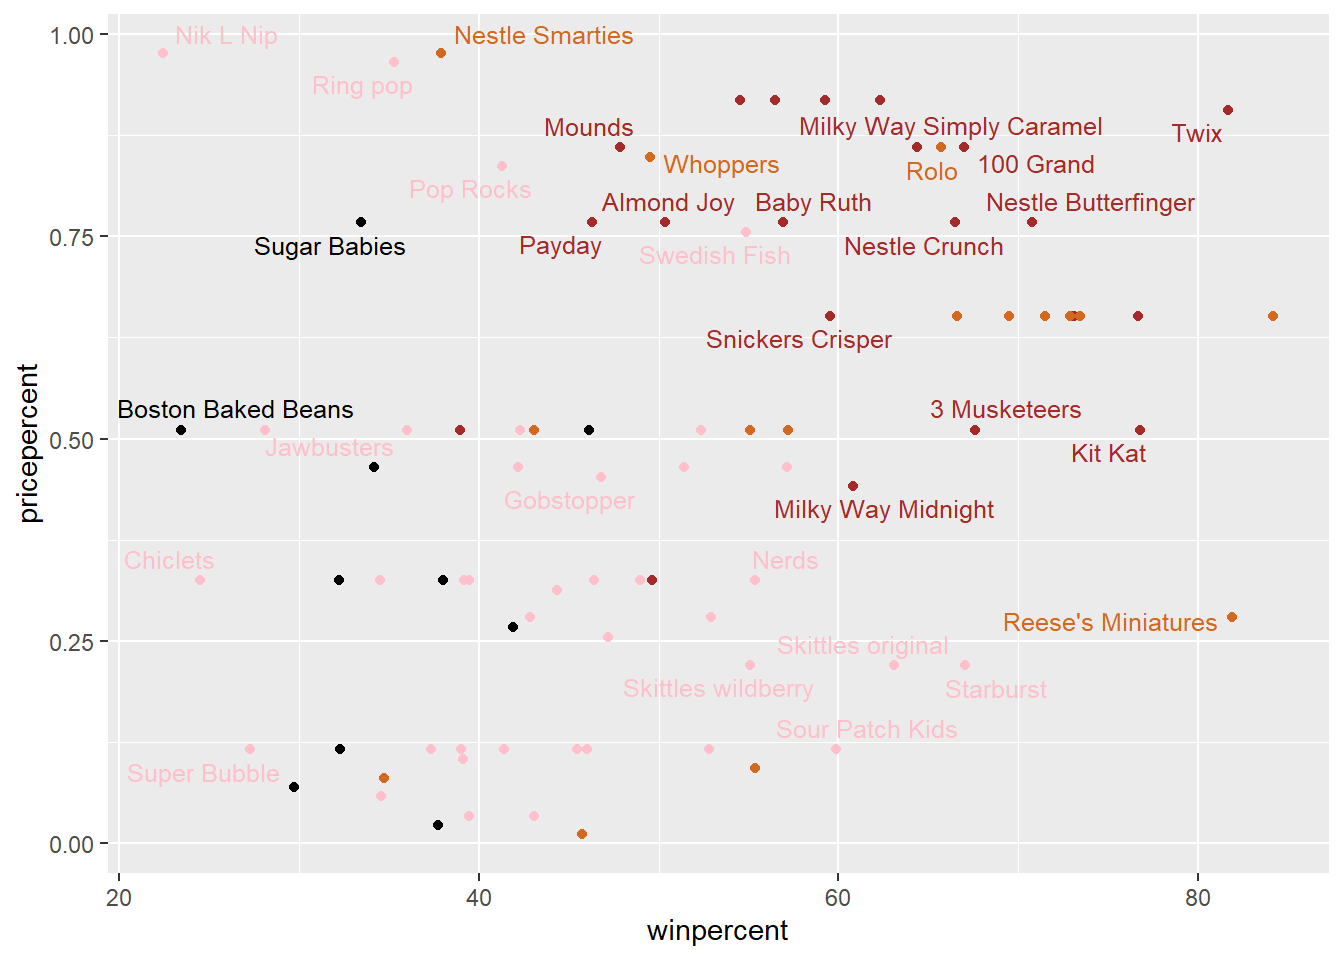 1.00
Nik L Nip
Nestle Smarties
Ring pop
Mounds
Milky Way Simply Caramel
Twix
Whoppers
Rolo
100 Grand
Pop Rocks
Almond Joy
Baby Ruth
Nestle Butterfinger
0.75
Sugar Babies
Payday
Swedish Fish
Nestle Crunch
Snickers Crisper
pricepercent
Boston Baked Beans
3 Musketeers
0.50
Jawbusters
Kit Kat
Gobstopper
Milky Way Midnight
Chiclets
Nerds
Reese's Miniatures
0.25
Skittles original
Skittles wildberry
Starburst
Sour Patch Kids
Super Bubble
0.00
20
40
60
80
winpercent